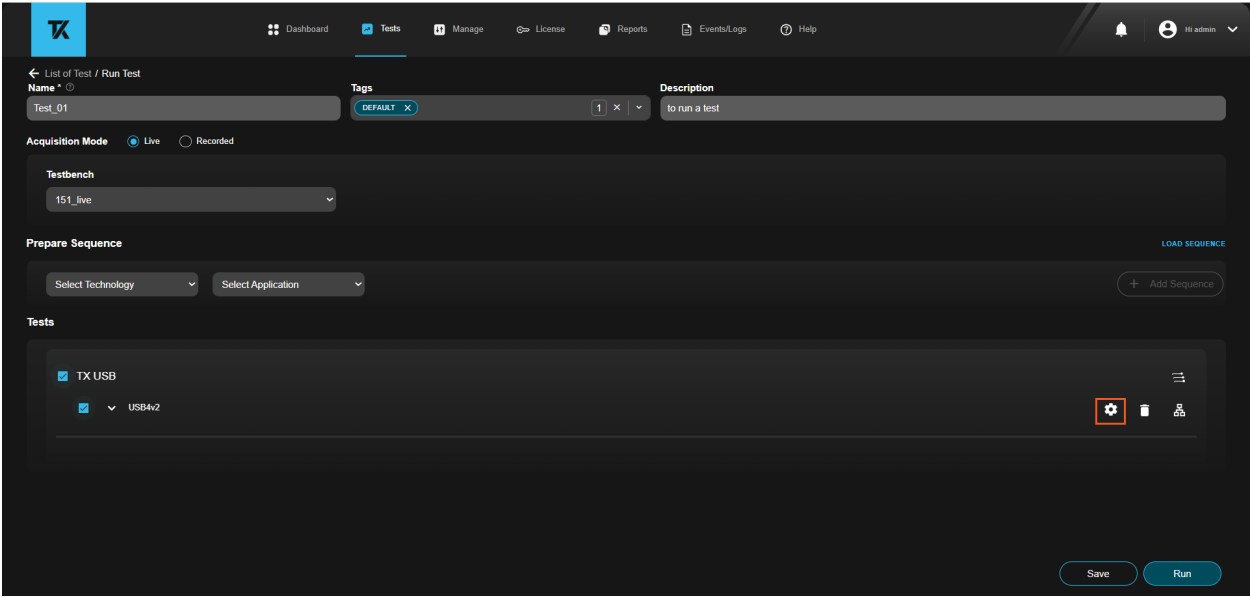 TK
Dashboard Tests Manage License Reports Events/Logs Help Hi admin
List of Test / Run Test
Name * Tags Description
Test_01 DEFAULT 1 to run a test
Acquisition Mode Live Recorded
Testbench
151_live
Prepare Sequence LOAD SEQUENCE
Select Technology Select Application + Add Sequence
Tests
TX USB
USB4v2
Save Run